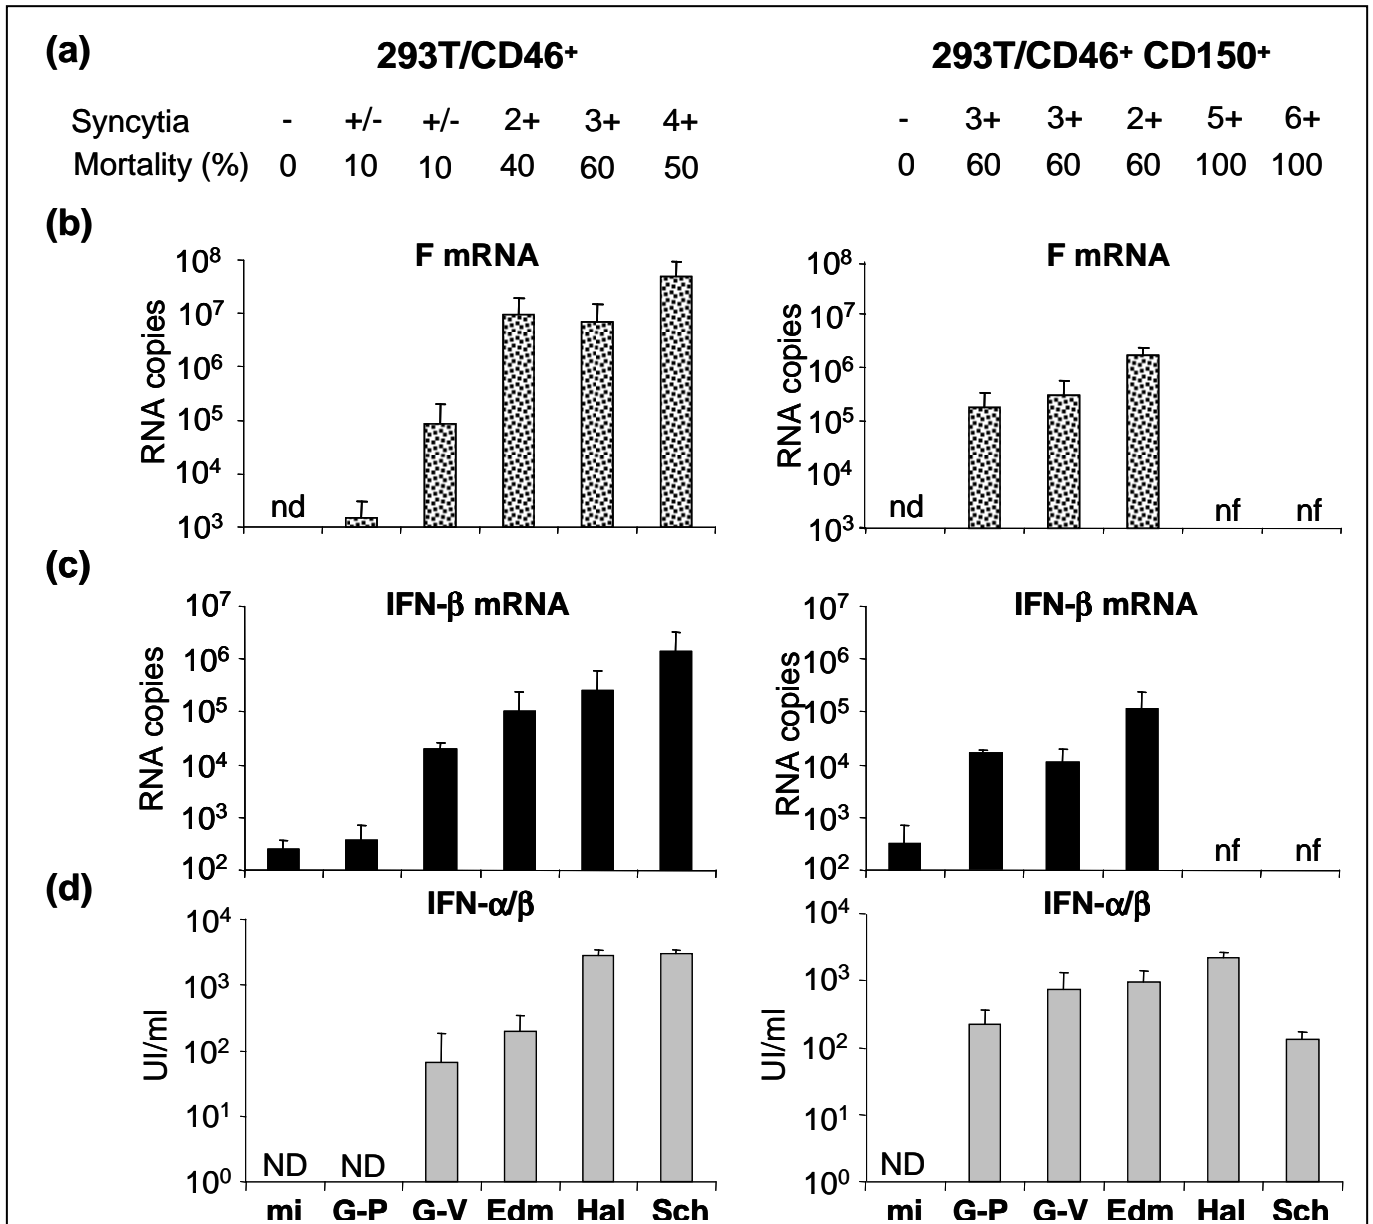 (a)
293T/CD46⁺ 293T/CD46⁺ CD150⁺
Syncytia - +/- +/- 2+ 3+ 4+ - 3+ 3+ 2+ 5+ 6+
Mortality (%) 0 10 10 40 60 50 0 60 60 60 100 100
(b)
F mRNA
RNA copies
10⁸
10⁷
10⁶
10⁵
10⁴
10³
nd
F mRNA
RNA copies
10⁸
10⁷
10⁶
10⁵
10⁴
10³
nd nf nf
(c)
IFN-β mRNA
RNA copies
10⁷
10⁶
10⁵
10⁴
10³
10²
IFN-β mRNA
RNA copies
10⁷
10⁶
10⁵
10⁴
10³
10²
nf nf
(d)
IFN-α/β
UI/ml
10⁴
10³
10²
10¹
10⁰
ND ND
mi G-P G-V Edm Hal Sch
IFN-α/β
UI/ml
10⁴
10³
10²
10¹
10⁰
ND
mi G-P G-V Edm Hal Sch